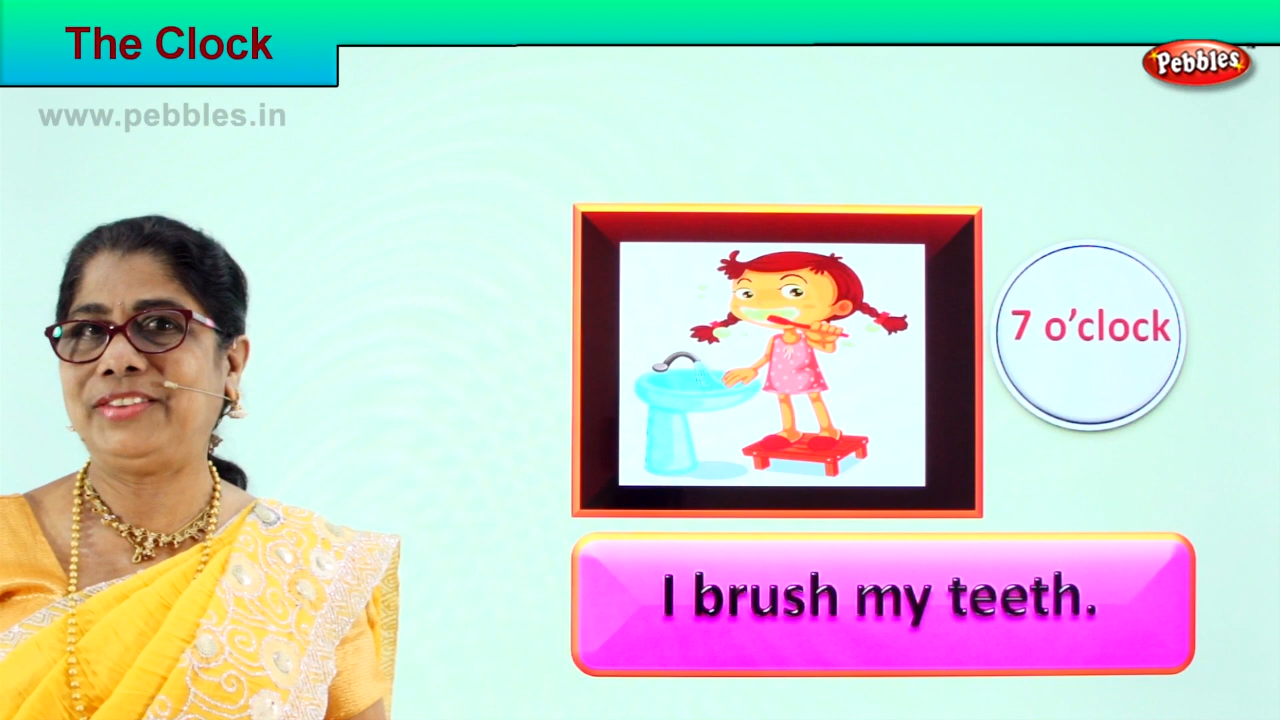 The Clock
Pebbles
www.pebbles.in
7 o’clock
I brush my teeth.